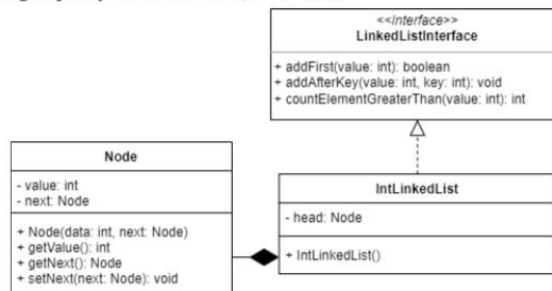 <<Interface>>
LinkedListInterface
+ addFirst(value: int): boolean
+ addAfterKey(value: int, key: int): void
+ countElementGreaterThan(value: int): int
Node
- value: int
- next: Node
+ Node(data: int, next: Node)
+ getValue(): int
+ getNext(): Node
+ setNext(next: Node): void
IntLinkedList
- head: Node
+ IntLinkedList()